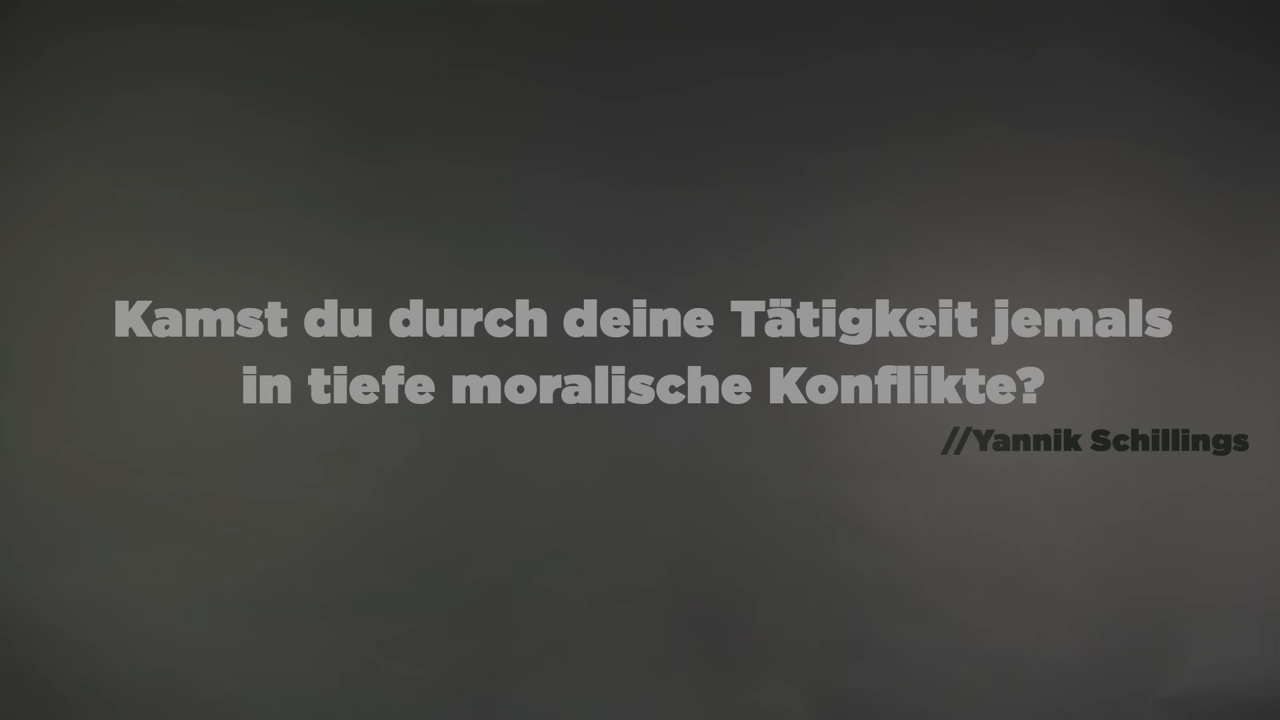 Kamst du durch deine Tätigkeit jemals
in tiefe moralische Konflikte?
//Yannik Schillings